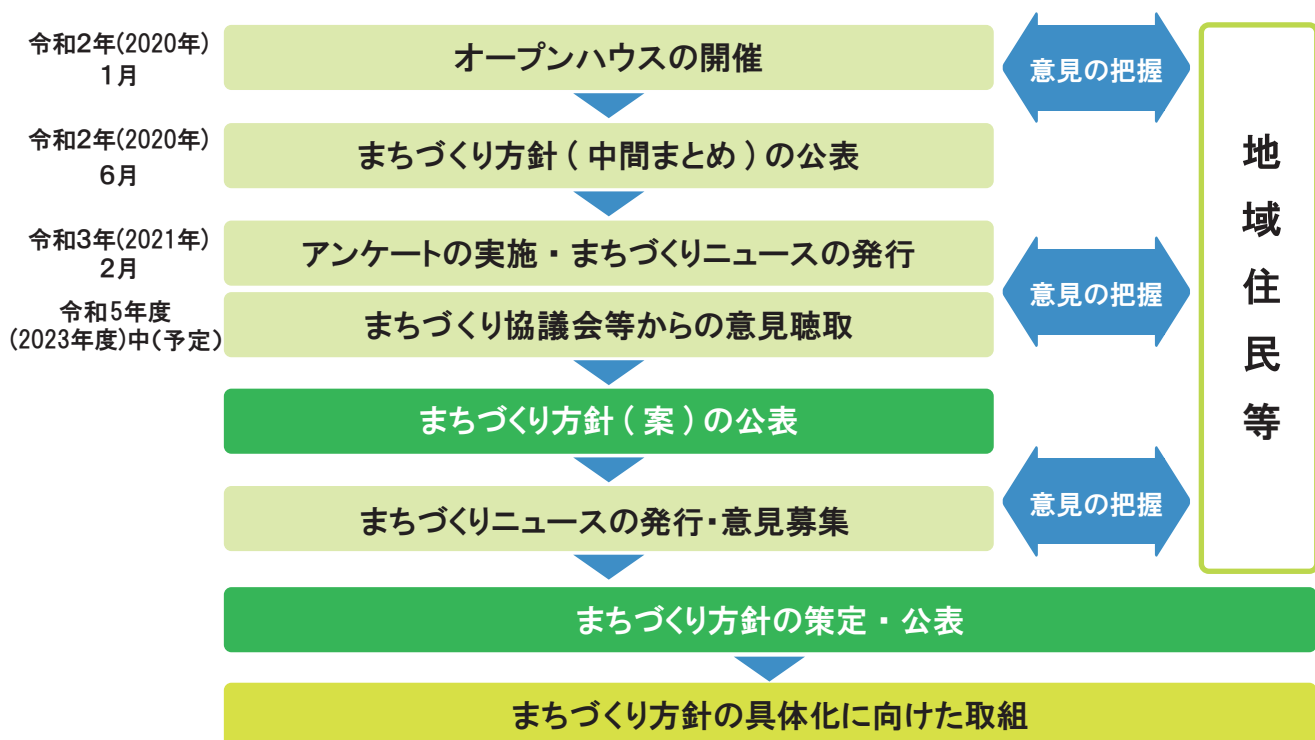 令和2年(2020年)
1月
オープンハウスの開催
意見の把握
令和2年(2020年)
6月
まちづくり方針(中間まとめ)の公表
令和3年(2021年)
2月
アンケートの実施・まちづくりニュースの発行
令和5年度
(2023年度)中(予定)
まちづくり協議会等からの意見聴取
意見の把握
まちづくり方針(案)の公表
まちづくりニュースの発行・意見募集
意見の把握
地域住民等
まちづくり方針の策定・公表
まちづくり方針の具体化に向けた取組